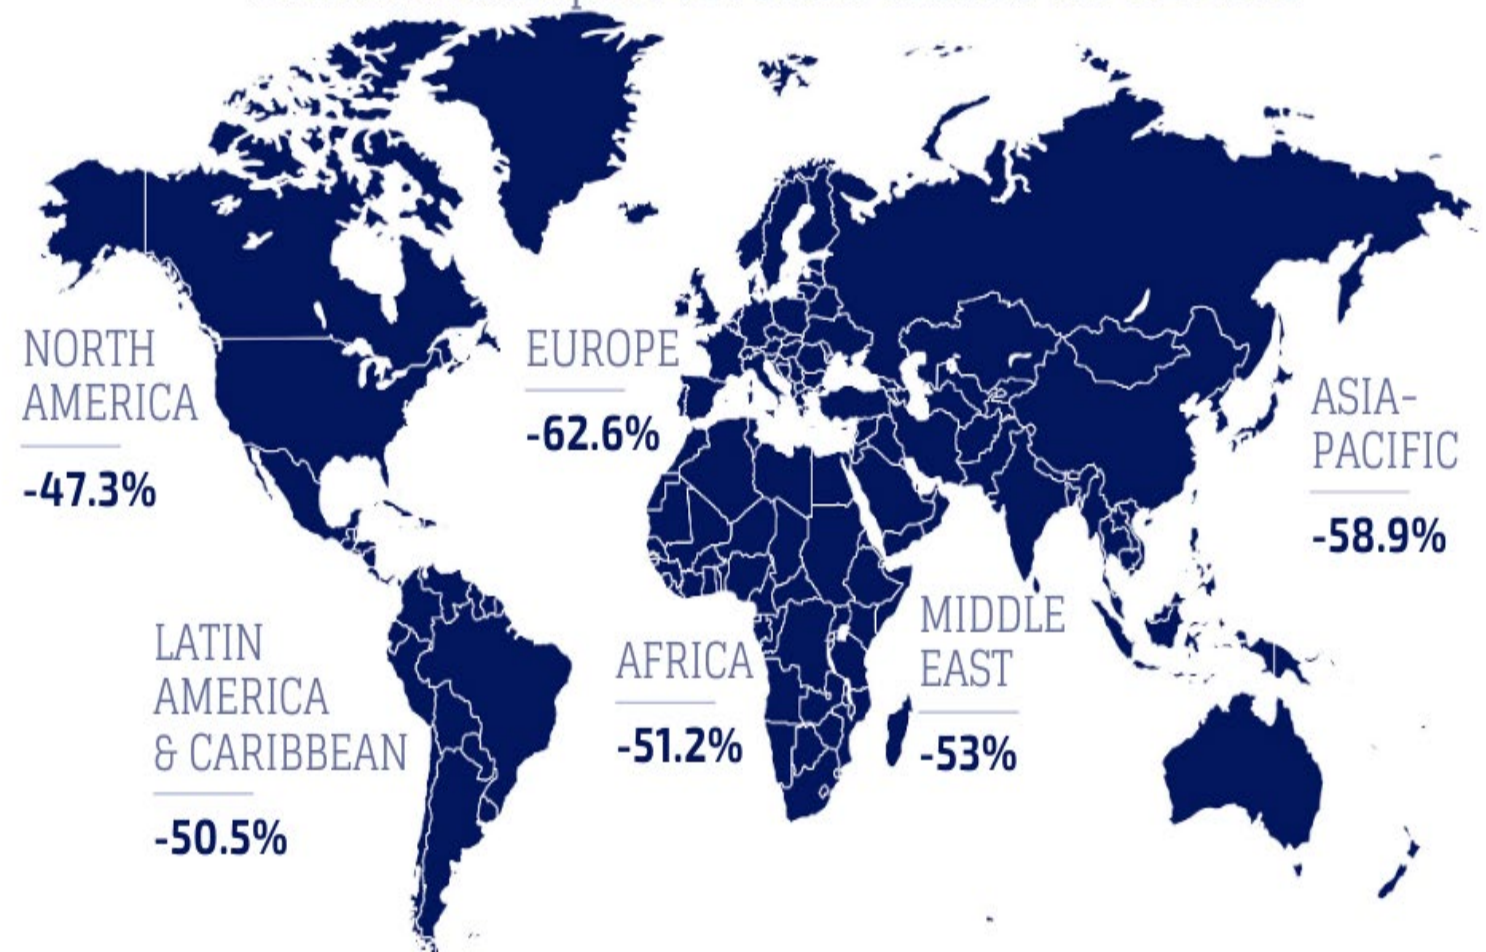 NORTH
AMERICA
-47.3%
EUROPE
-62.6%
ASIA-
PACIFIC
-58.9%
LATIN
AMERICA
& CARIBBEAN
-50.5%
AFRICA
-51.2%
MIDDLE
EAST
-53%